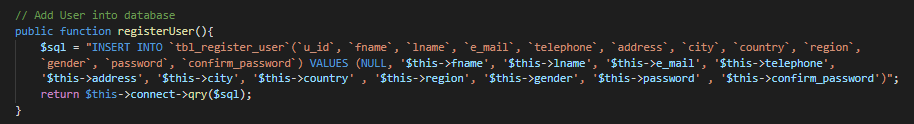 // Add User into database
public function registerUser(){
$sql = "INSERT INTO `tbl_register_user`(`u_id`, `fname`, `lname`, `e_mail`, `telephone`, `address`, `city`, `country`, `region`,
`gender`, `password`, `confirm_password`) VALUES (NULL, '$this->fname', '$this->lname', '$this->e_mail', '$this->telephone',
'$this->address', '$this->city', '$this->country' , '$this->region', '$this->gender', '$this->password' , '$this->confirm_password')";
return $this->connect->qry($sql);
}